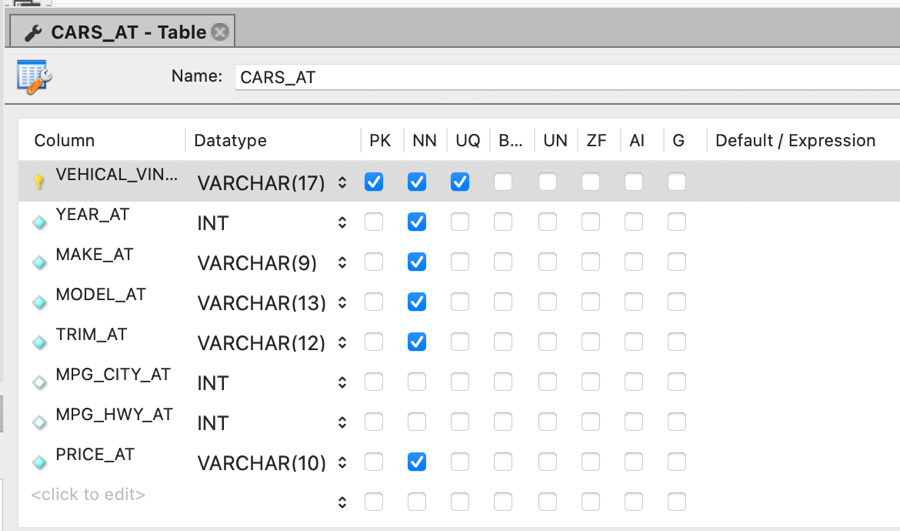 CARS_AT - Table
Name: CARS_AT
Column Datatype PK NN UQ B... UN ZF AI G Default / Expression
VEHICAL_VIN... VARCHAR(17)
YEAR_AT INT
MAKE_AT VARCHAR(9)
MODEL_AT VARCHAR(13)
TRIM_AT VARCHAR(12)
MPG_CITY_AT INT
MPG_HWY_AT INT
PRICE_AT VARCHAR(10)
<click to edit>